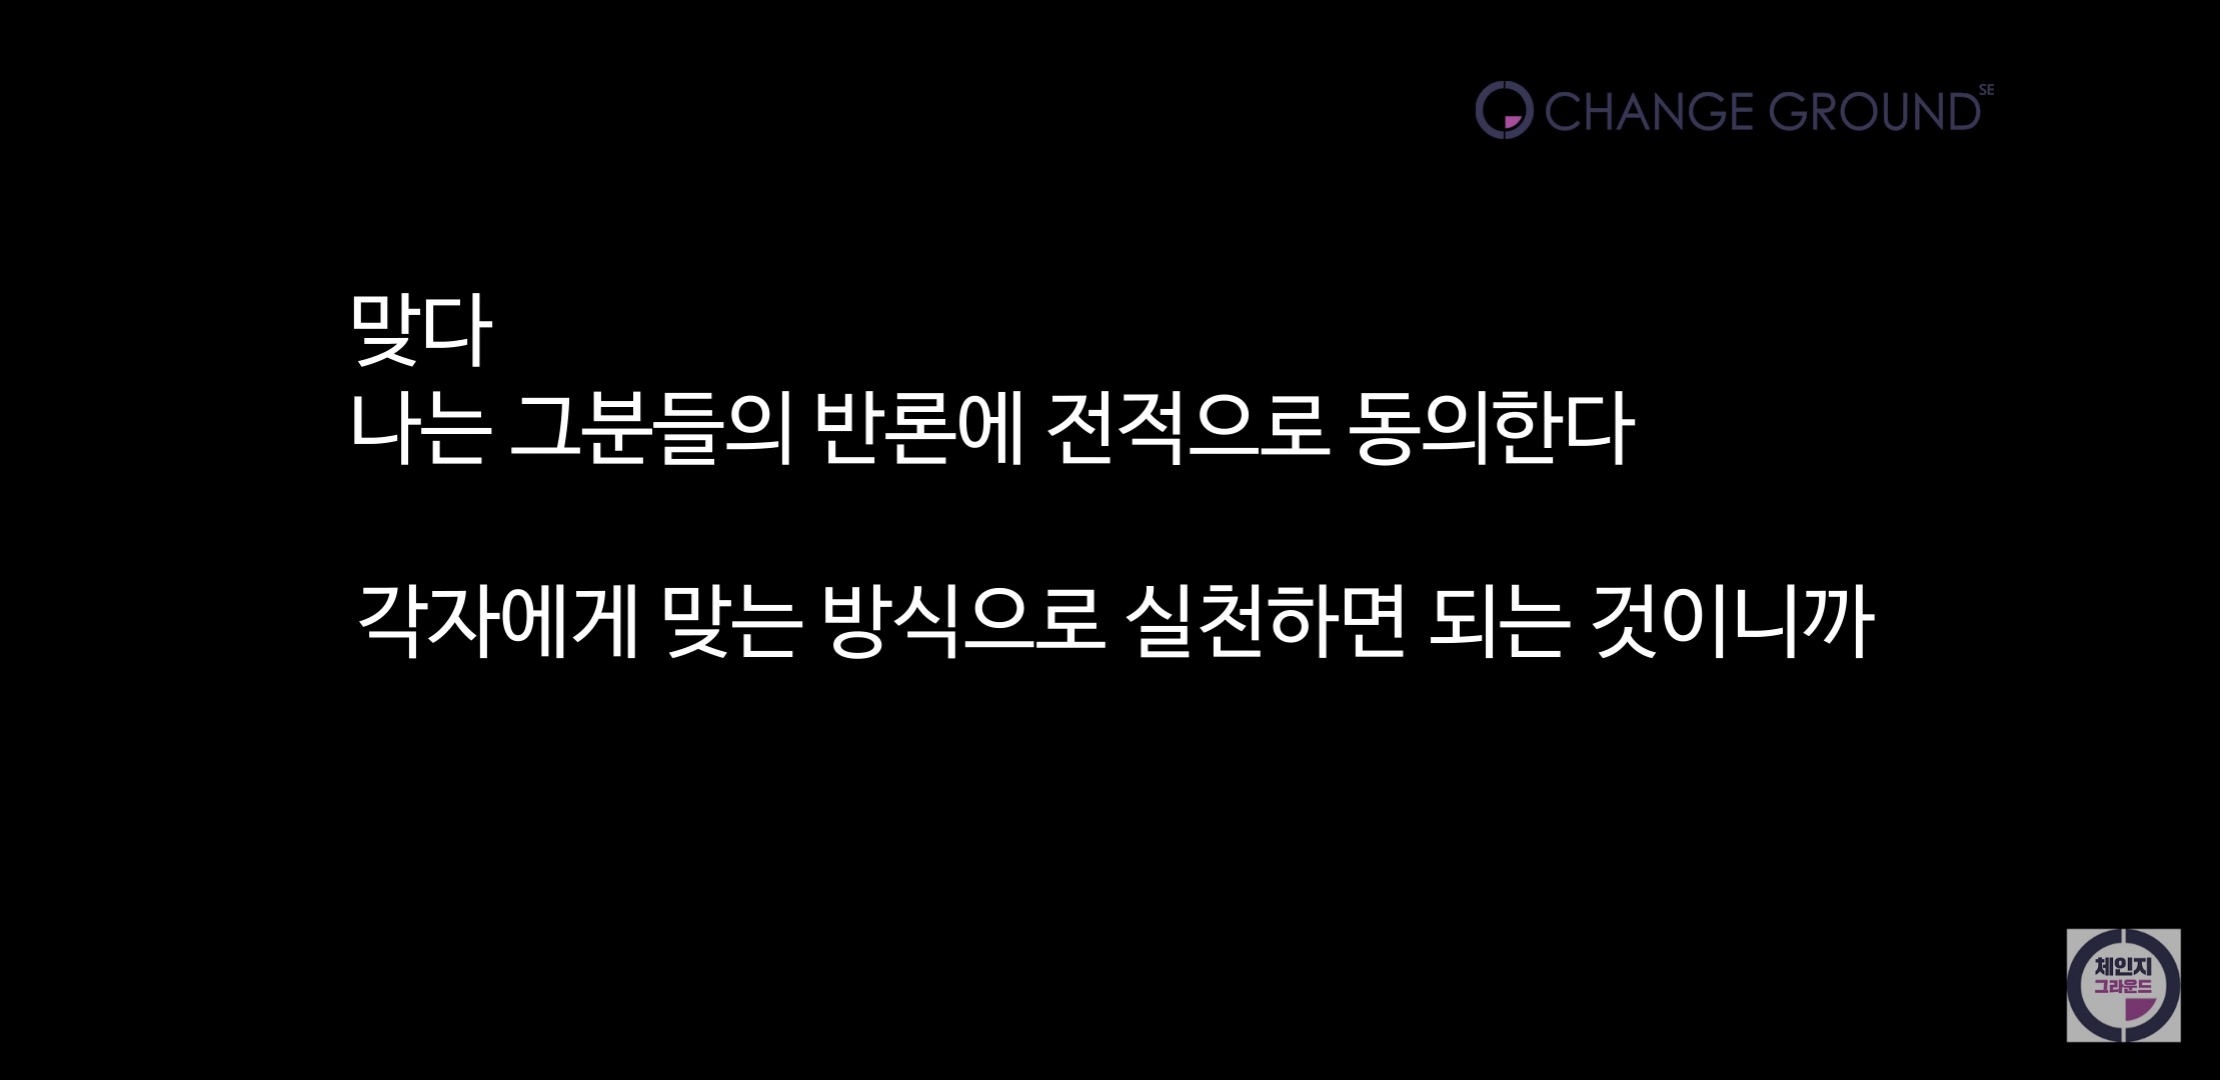 CHANGE GROUND SE
맞다
나는 그분들의 반론에 전적으로 동의한다
각자에게 맞는 방식으로 실천하면 되는 것이니까
체인지
그라운드